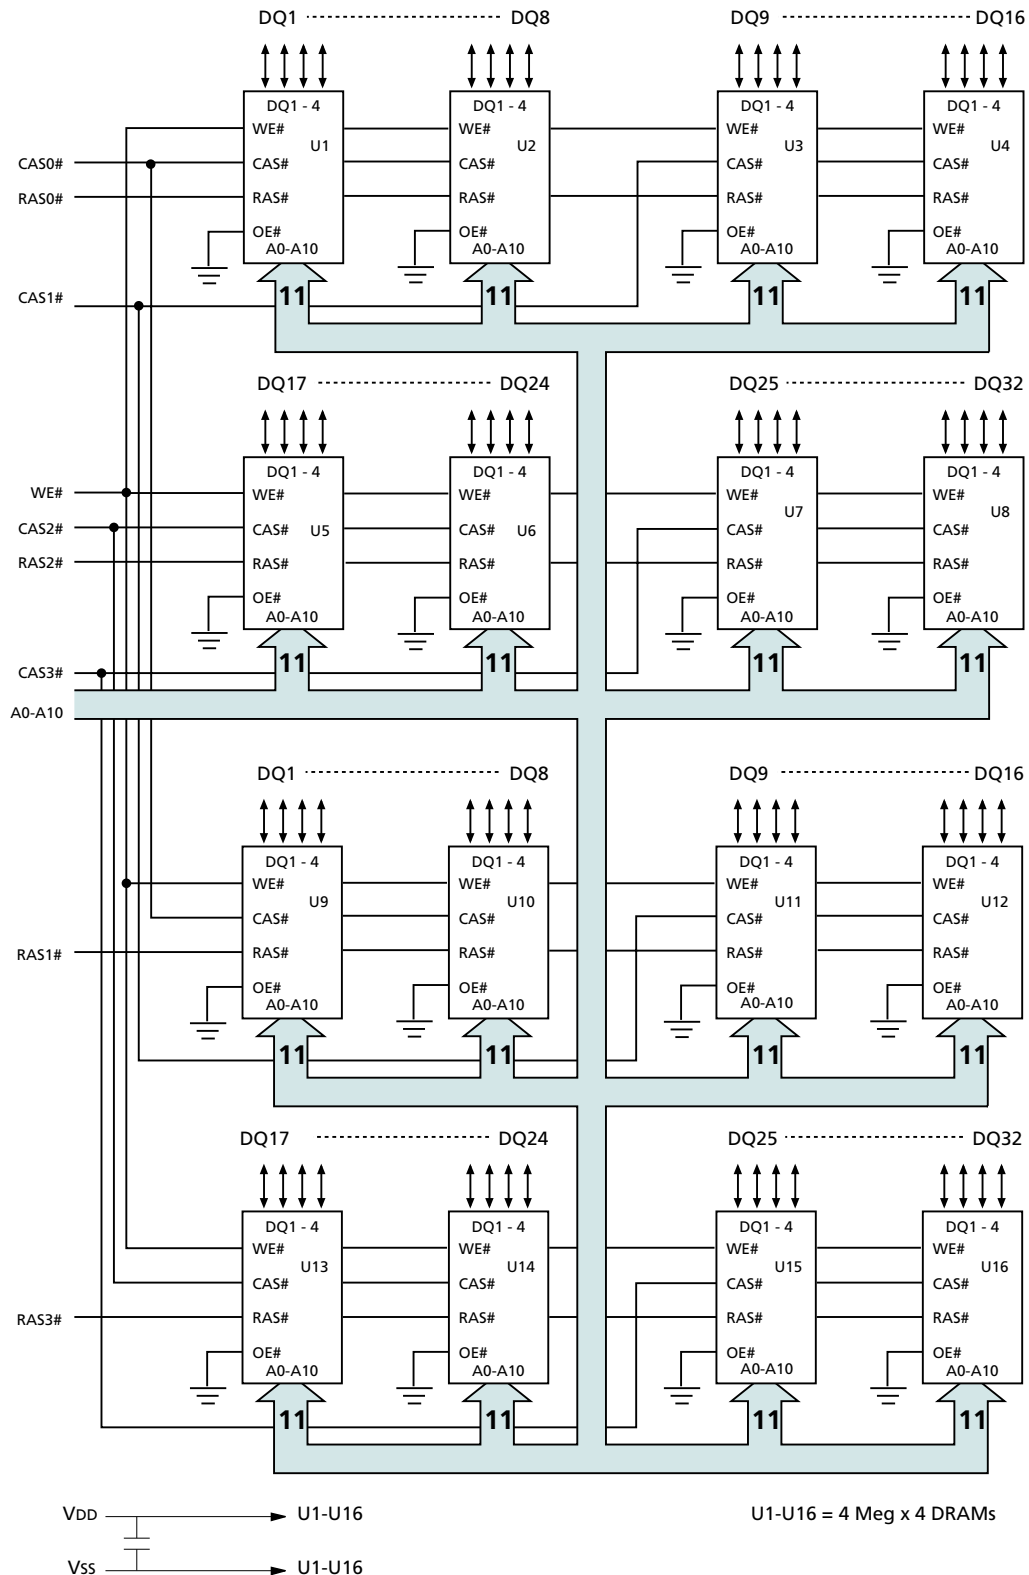 DQ1 DQ8 DQ9 DQ16
DQ1 - 4 DQ1 - 4 DQ1 - 4 DQ1 - 4
WE# WE# WE# WE#
U1 U2 U3 U4
CAS0# CAS# CAS# CAS# CAS#
RAS0# RAS# RAS# RAS# RAS#
OE# OE# OE# OE#
A0-A10 A0-A10 A0-A10 A0-A10
CAS1# 11 11 11 11
DQ17 DQ24 DQ25 DQ32
DQ1 - 4 DQ1 - 4 DQ1 - 4 DQ1 - 4
WE# WE# WE# WE# WE#
U7 U8
CAS2# CAS# U5 CAS# U6 CAS# CAS#
RAS2# RAS# RAS# RAS# RAS#
OE# OE# OE# OE#
A0-A10 A0-A10 A0-A10 A0-A10
11 11 11 11
CAS3#
A0-A10
DQ1 DQ8 DQ9 DQ16
DQ1 - 4 DQ1 - 4 DQ1 - 4 DQ1 - 4
WE# WE# WE# WE#
U9 U10 U11 U12
CAS# CAS# CAS# CAS#
RAS1# RAS# RAS# RAS# RAS#
OE# OE# OE# OE#
A0-A10 A0-A10 A0-A10 A0-A10
11 11 11 11
DQ17 DQ24 DQ25 DQ32
DQ1 - 4 DQ1 - 4 DQ1 - 4 DQ1 - 4
WE# WE# WE# WE#
U13 U14 U15 U16
CAS# CAS# CAS# CAS#
RAS3# RAS# RAS# RAS# RAS#
OE# OE# OE# OE#
A0-A10 A0-A10 A0-A10 A0-A10
11 11 11 11
VDD U1-U16 U1-U16 = 4 Meg x 4 DRAMs
VSS U1-U16